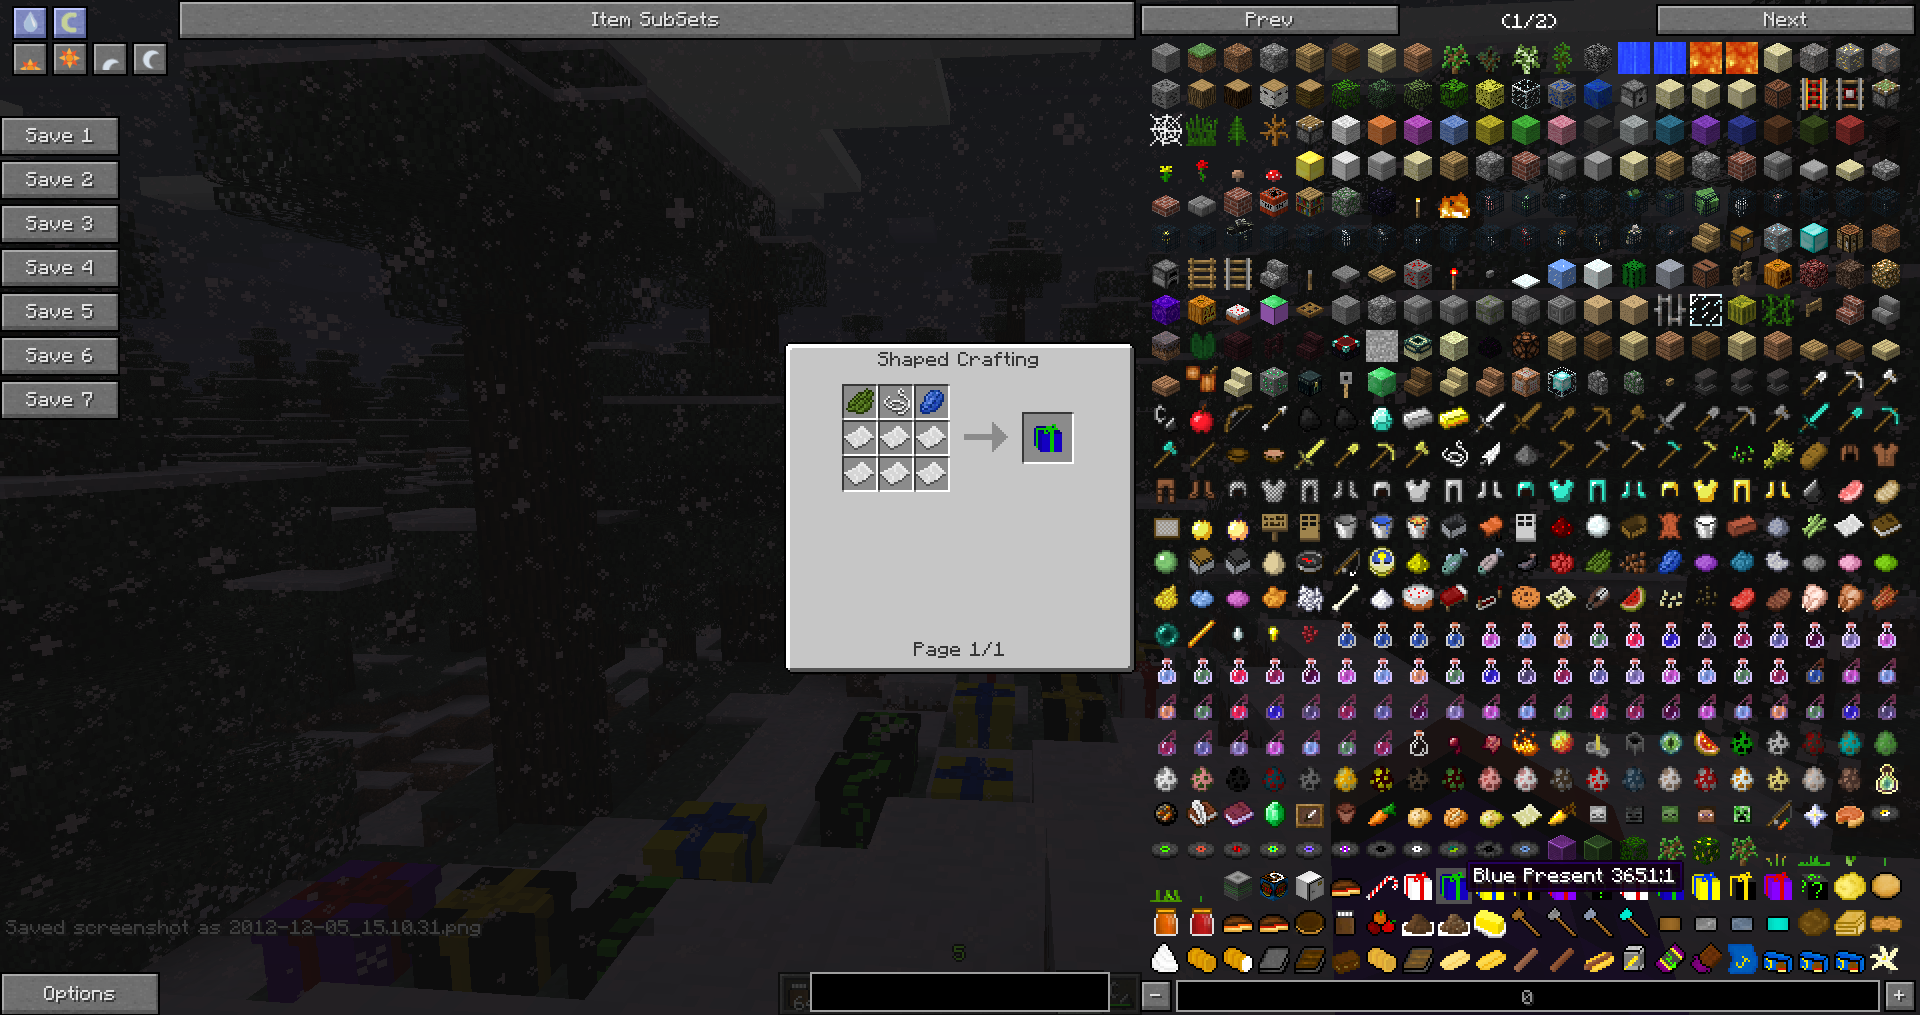 Item SubSets
Prev
(1/2)
Next
Save 1
Save 2
Save 3
Save 4
Save 5
Save 6
Save 7
Shaped Crafting
Page 1/1
Blue Present 3651:1
Saved screenshot as 2012-12-05_15.10.31.png
5
Options
64
-
0
+